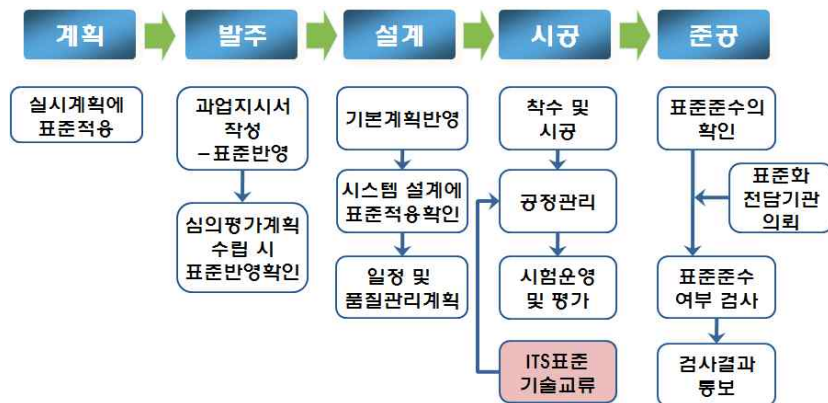 계획
발주
설계
시공
준공
실시계획에
표준적용
과업지시서
작성
-표준반영
심의평가계획
수립 시
표준반영확인
기본계획반영
시스템 설계에
표준적용확인
일정 및
품질관리계획
착수 및
시공
공정관리
시험운영
및 평가
ITS표준
기술교류
표준준수의
확인
표준화
전담기관
의뢰
표준준수
여부 검사
검사결과
통보